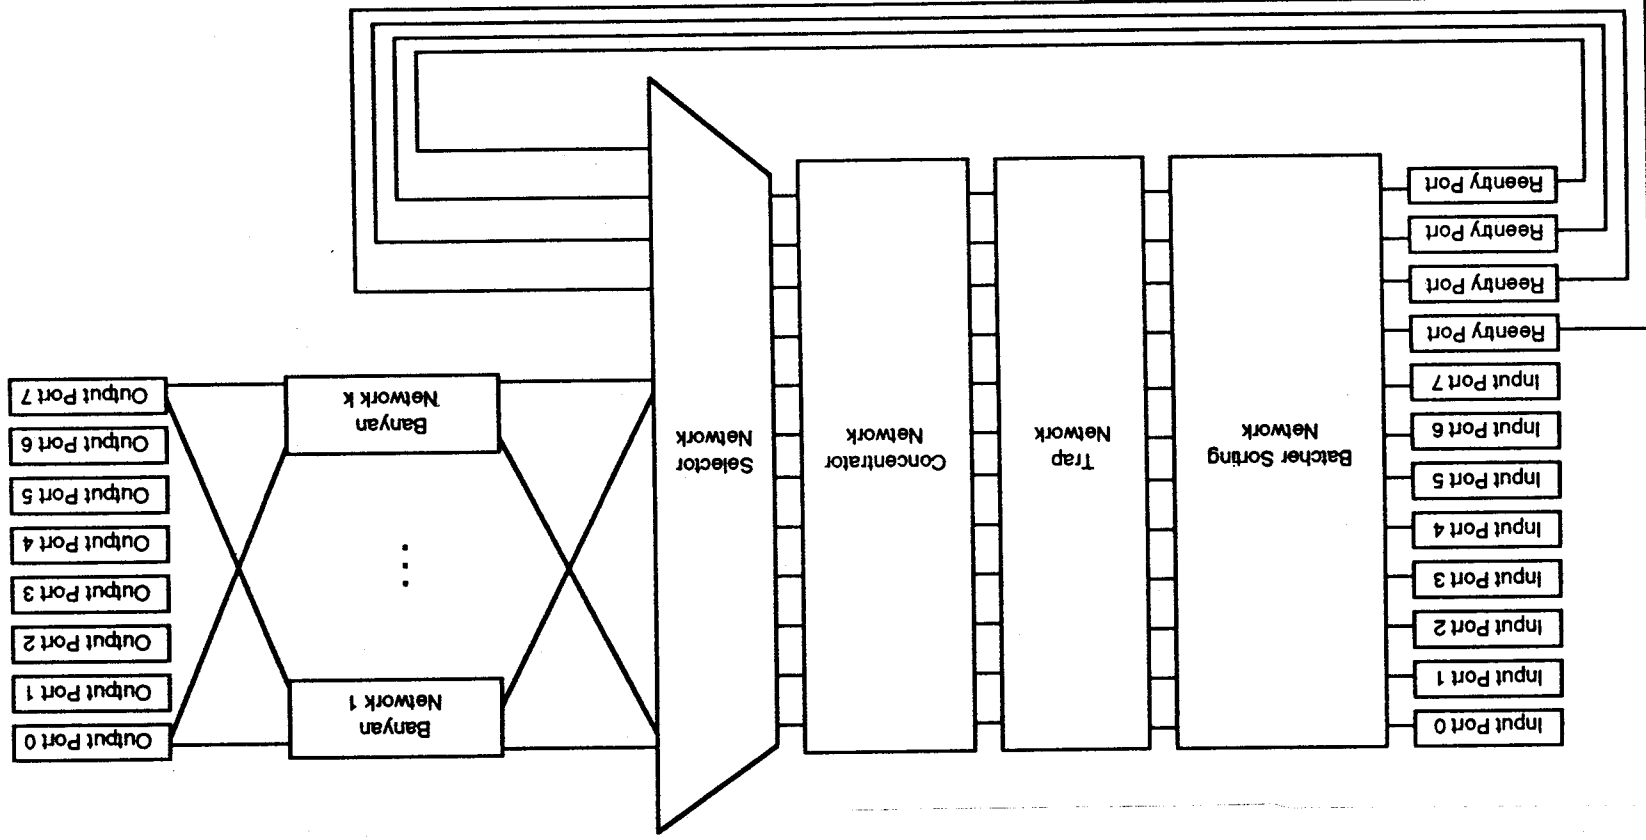 Input Port 0
Input Port 1
Input Port 2
Input Port 3
Input Port 4
Input Port 5
Input Port 6
Input Port 7
Reentry Port
Reentry Port
Reentry Port
Reentry Port
Batcher Sorting
Network
Trap
Network
Concentrator
Network
Selector
Network
Banyan
Network 1
Banyan
Network k
Output Port 0
Output Port 1
Output Port 2
Output Port 3
Output Port 4
Output Port 5
Output Port 6
Output Port 7